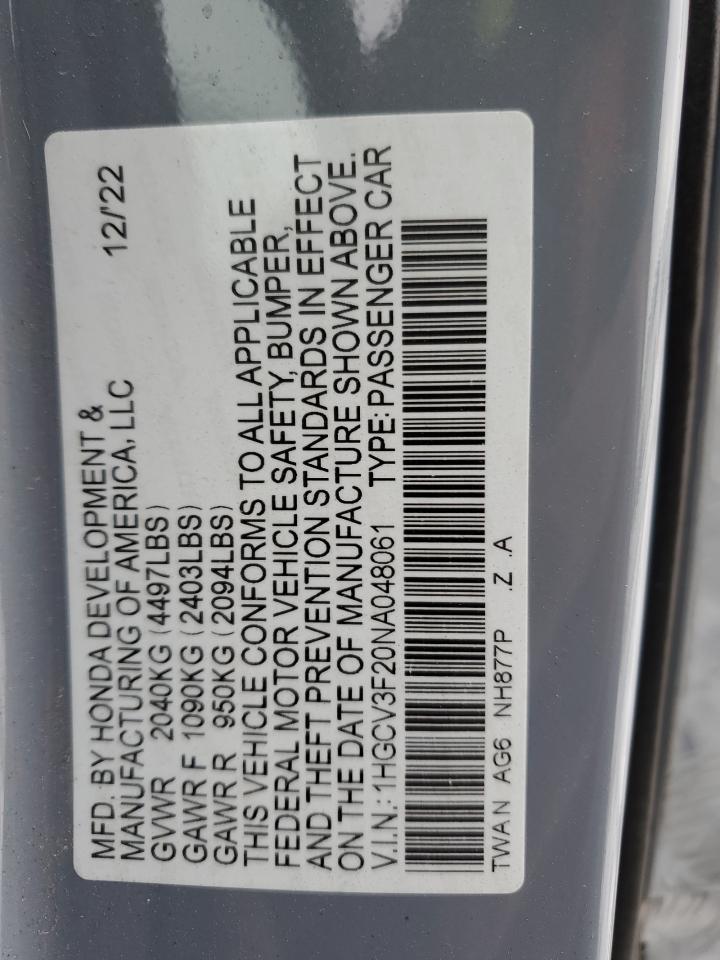 MFD. BY HONDA DEVELOPMENT &
MANUFACTURING OF AMERICA, LLC 12/'22
GVWR 2040KG (4497LBS)
GAWR F 1090KG (2403LBS)
GAWR R 950KG (2094LBS)
THIS VEHICLE CONFORMS TO ALL APPLICABLE
FEDERAL MOTOR VEHICLE SAFETY, BUMPER,
AND THEFT PREVENTION STANDARDS IN EFFECT
ON THE DATE OF MANUFACTURE SHOWN ABOVE.
V.I.N.: 1HGCV3F20NA048061 TYPE: PASSENGER CAR
TWAN AG6 NH877P .Z .A